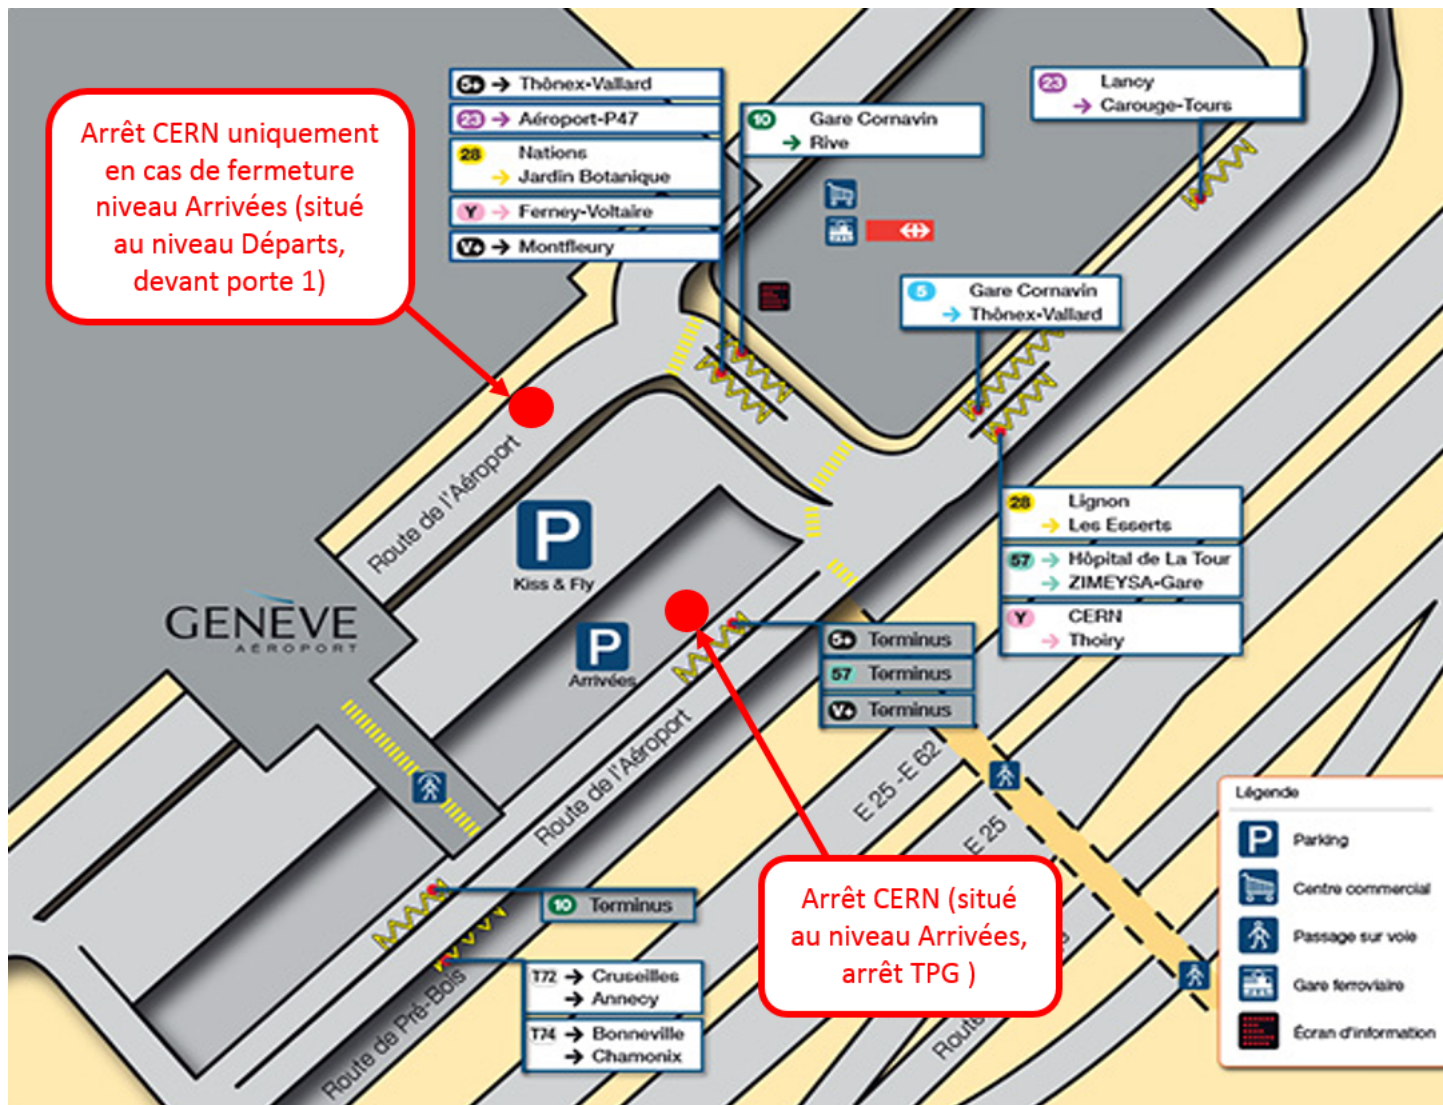 Arrêt CERN uniquement
en cas de fermeture
niveau Arrivées (situé
au niveau Départs,
devant porte 1)
5+ → Thônex-Vallard
23 → Aéroport-P47
28 Nations
→ Jardin Botanique
Y → Ferney-Voltaire
V+ → Montfleury
10 Gare Cornavin
→ Rive
23 Lancy
→ Carouge-Tours
5 Gare Cornavin
→ Thônex-Vallard
Route de l'Aéroport
P
Kiss & Fly
28 Lignon
→ Les Esserts
57 → Hôpital de La Tour
→ ZIMEYSA-Gare
Y CERN
→ Thoiry
GENÈVE
AÉROPORT
P
Arrivées
5+ Terminus
57 Terminus
V+ Terminus
Route de l'Aéroport
E 25 - E 62
E 25
10 Terminus
T72 → Cruseilles
→ Annecy
T74 → Bonneville
→ Chamonix
Route de Pré-Bois
Arrêt CERN (situé
au niveau Arrivées,
arrêt TPG )
Route
Légende
P Parking
Centre commercial
Passage sur voie
Gare ferroviaire
Écran d'information